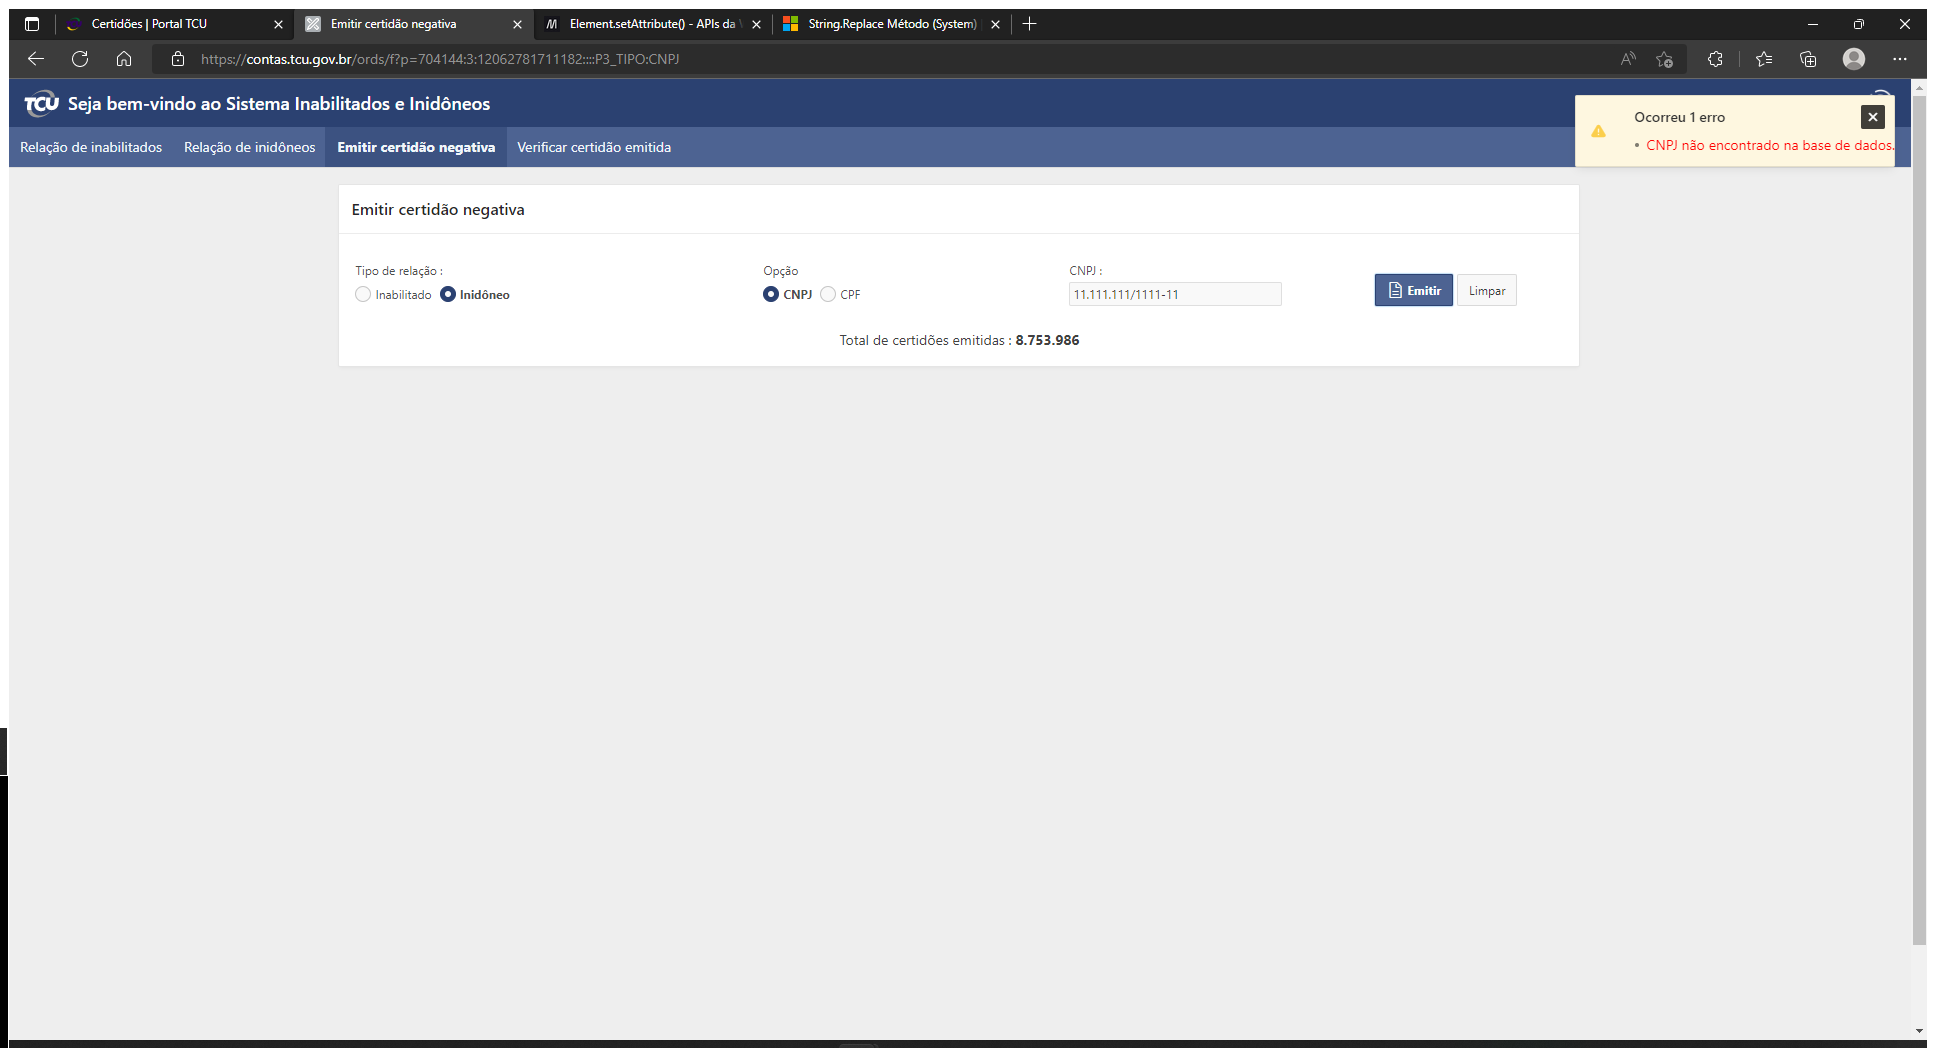 Certidões | Portal TCU
Emitir certidão negativa
Element.setAttribute() - APIs da
String.Replace Método (System)
https://contas.tcu.gov.br/ords/f?p=704144:3:12062781711182::::P3_TIPO:CNPJ
TCU Seja bem-vindo ao Sistema Inabilitados e Inidôneos
Ocorreu 1 erro
• CNPJ não encontrado na base de dados.
Relação de inabilitados Relação de inidôneos Emitir certidão negativa Verificar certidão emitida
Emitir certidão negativa
Tipo de relação : Opção CNPJ :
Inabilitado Inidôneo CNPJ CPF 11.111.111/1111-11 Emitir Limpar
Total de certidões emitidas : 8.753.986